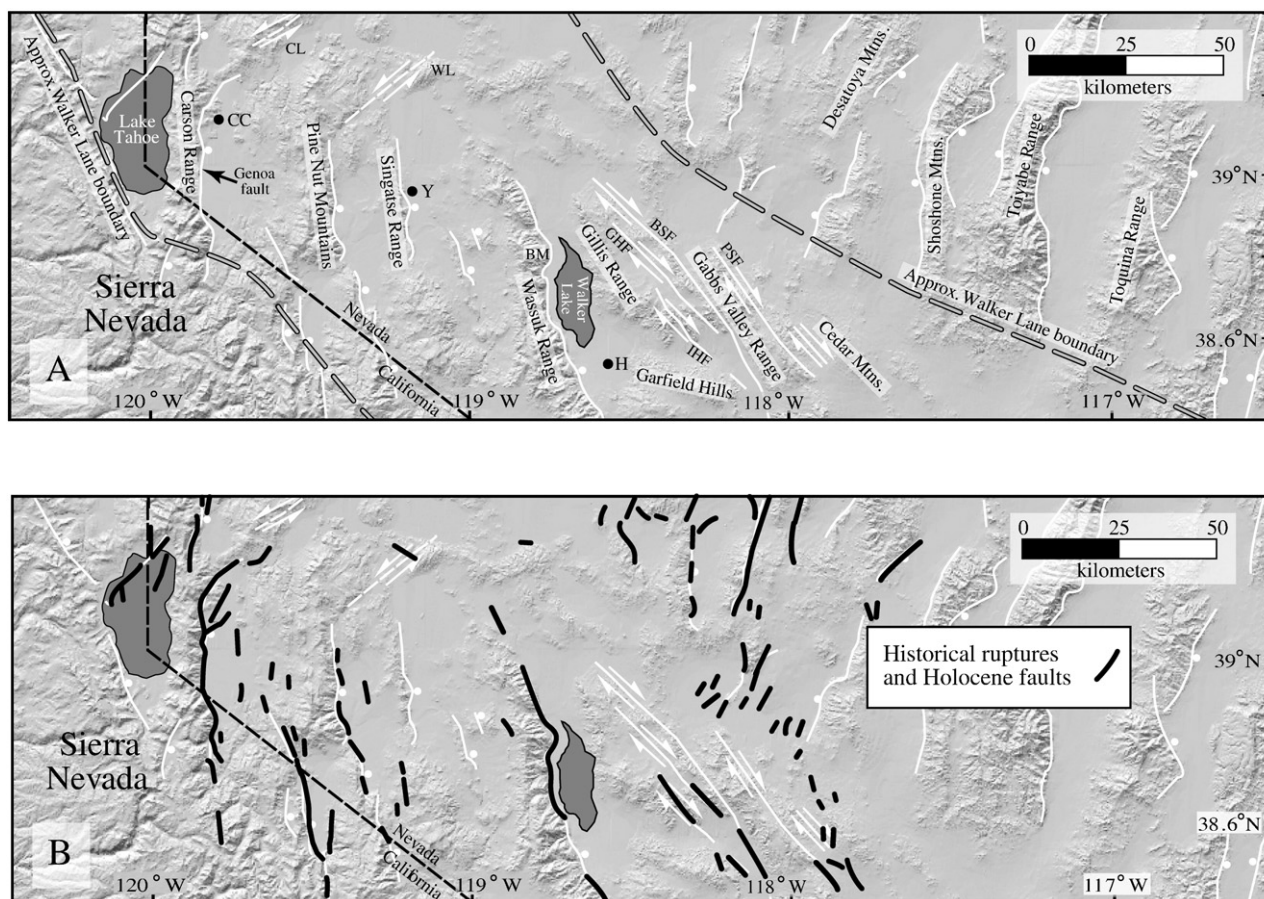 CL
WL
Approx. Walker Lane boundary
Lake
Tahoe
Carson Range
CC
Genoa
fault
Pine Nut Mountains
Singatse Range
Y
Desatoya Mtns.
Shoshone Mtns.
Toiyabe Range
Toquina Range
0 25 50
kilometers
39°N
BM
Wassuk Range
Walker
Lake
GHF
Gillis Range
BSF
PSF
Gabbs Valley Range
IHF
Cedar Mtns.
H
Garfield Hills
Approx. Walker Lane boundary
38.6°N
Sierra
Nevada
Nevada
California
A
120°W
119°W
118°W
117°W
0 25 50
kilometers
Historical ruptures
and Holocene faults
39°N
Sierra
Nevada
Nevada
California
38.6°N
B
120°W
119°W
118°W
117°W